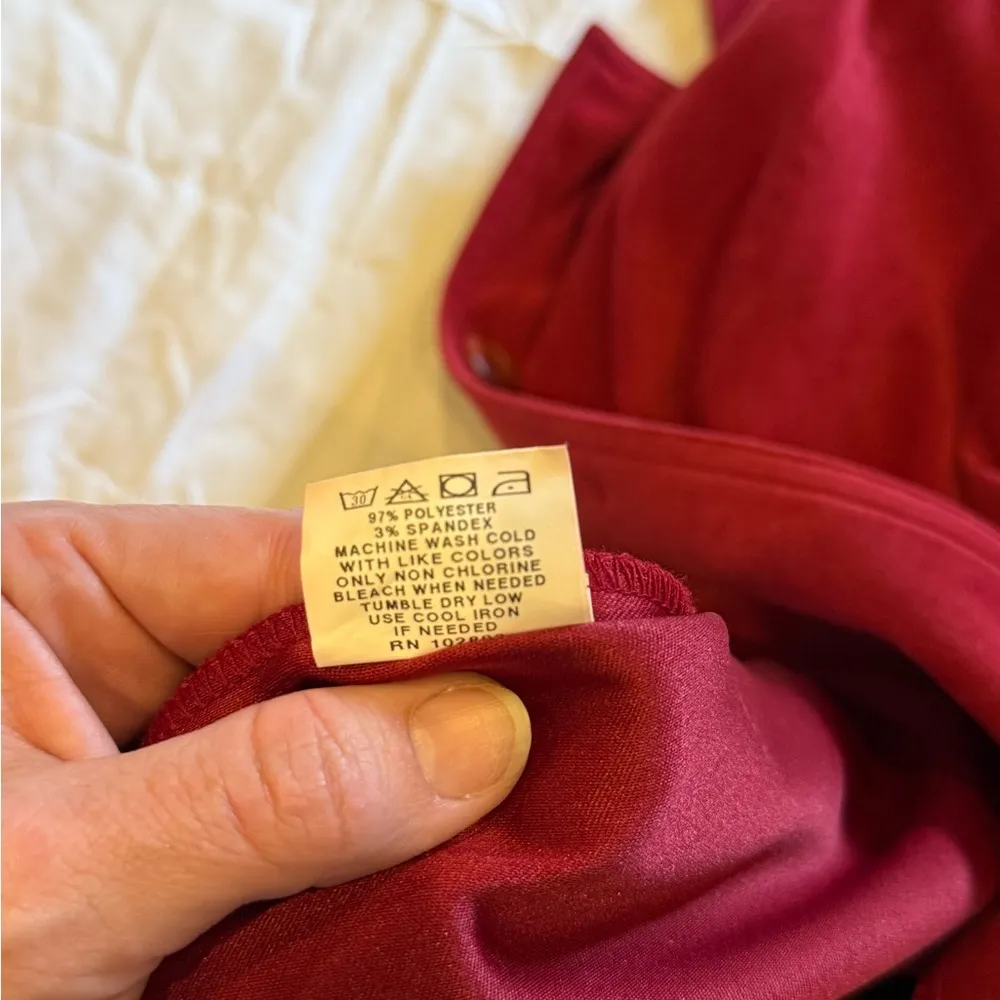 30
97% POLYESTER
3% SPANDEX
MACHINE WASH COLD
WITH LIKE COLORS
ONLY NON CHLORINE
BLEACH WHEN NEEDED
TUMBLE DRY LOW
USE COOL IRON
IF NEEDED
RN